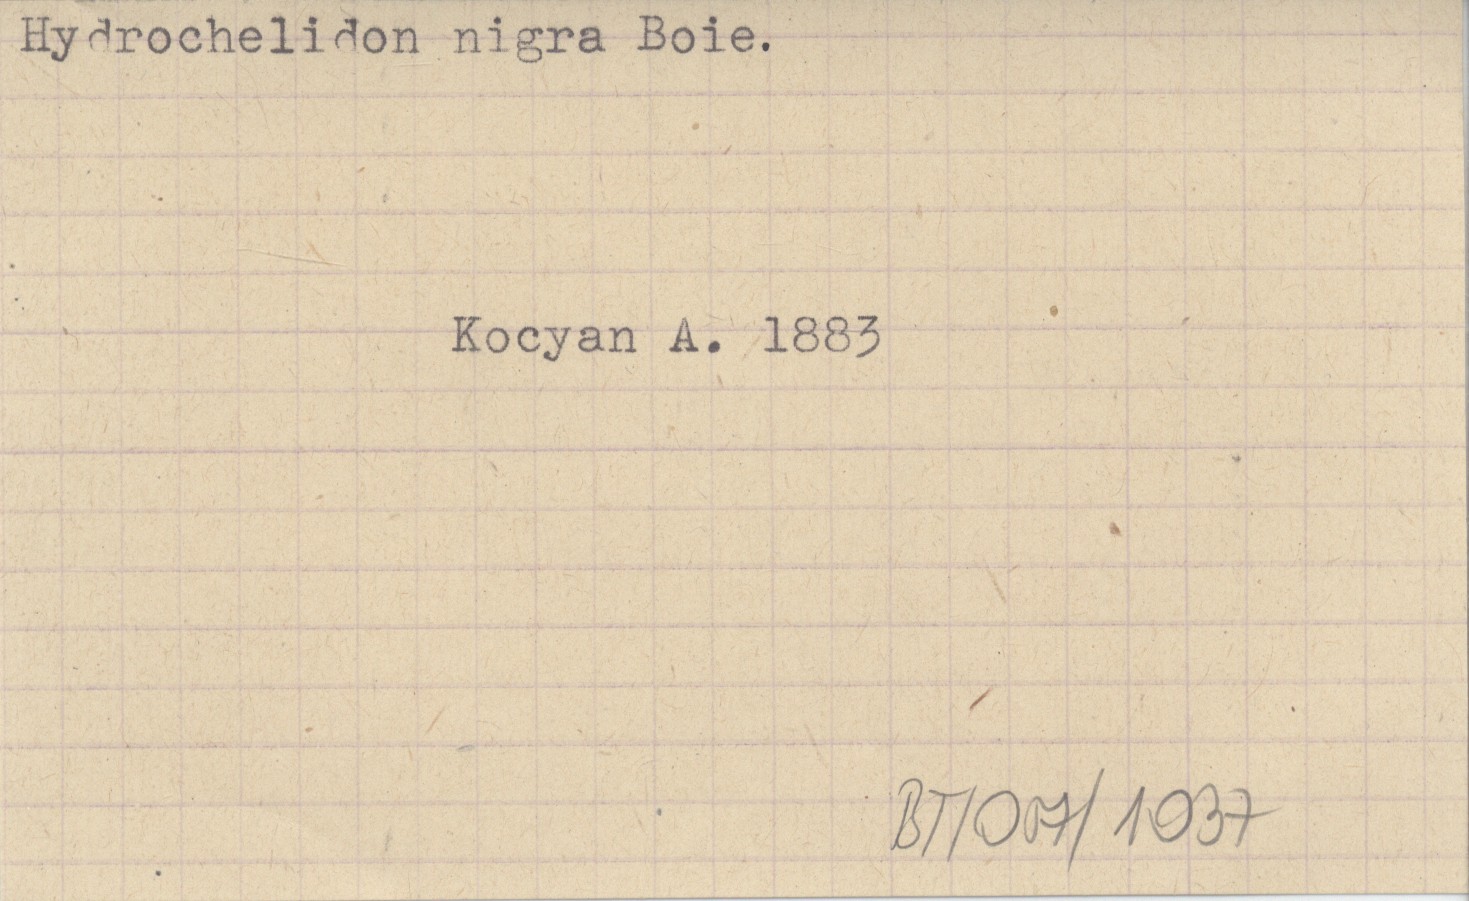 Hydrochelidon nigra Boie.
Kocyan A. 1883
BT/007/1037